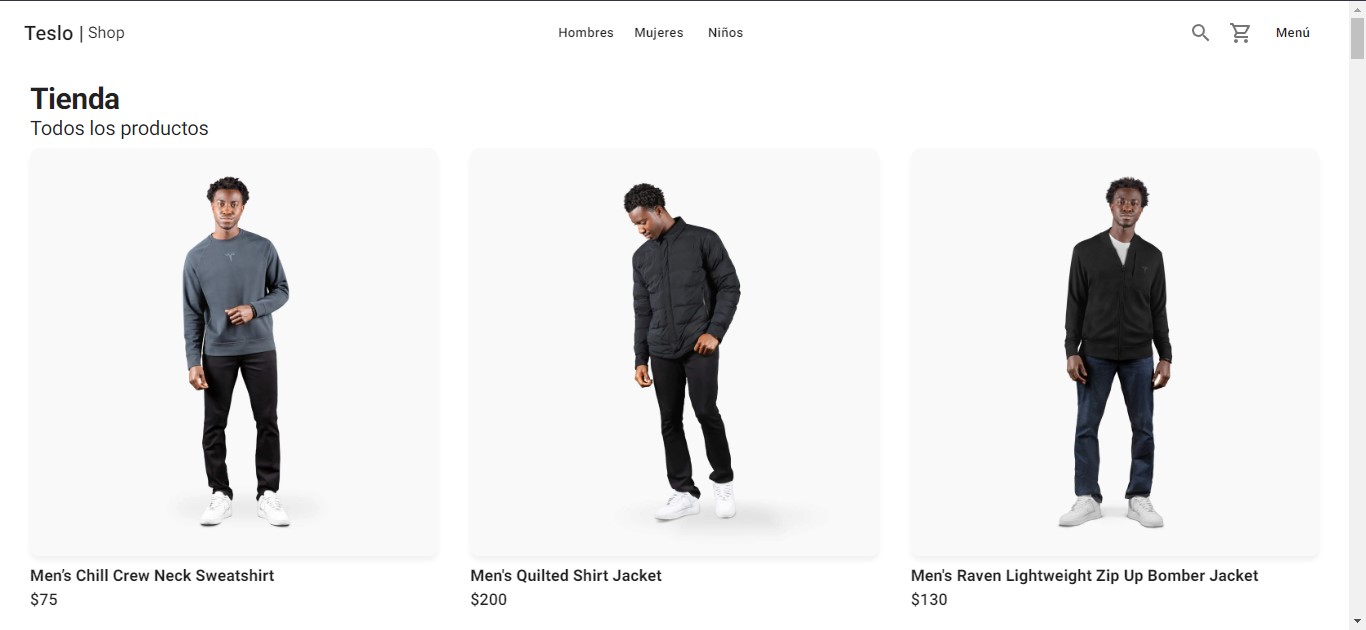 Teslo | Shop
Hombres Mujeres Niños
Menú
Tienda
Todos los productos
Men’s Chill Crew Neck Sweatshirt
$75
Men's Quilted Shirt Jacket
$200
Men's Raven Lightweight Zip Up Bomber Jacket
$130